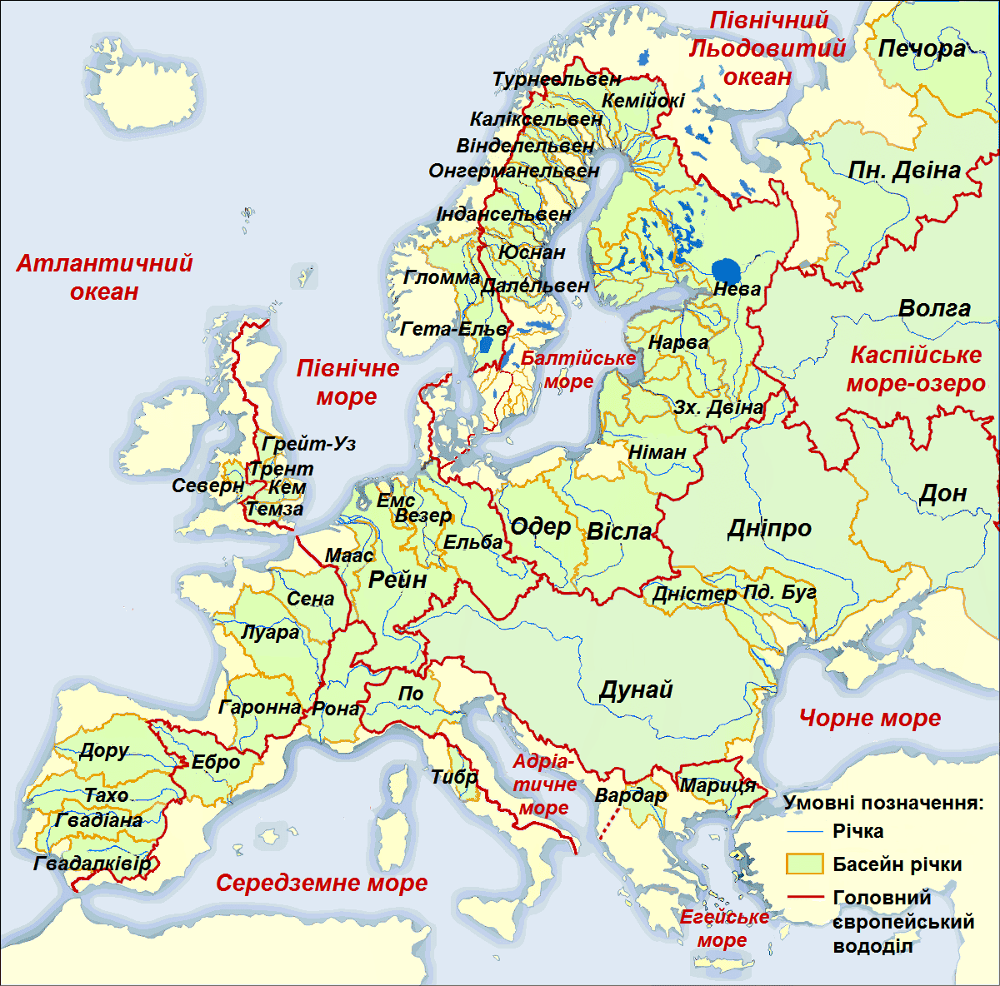 Північний
Льодовитий
океан
Печора
Турнеельвен
Кемійокі
Каліксельвен
Вінделельвен
Онгерманельвен
Пн. Двіна
Індансельвен
Юснан
Атлантичний
океан
Гломма
Далельвен
Нева
Волга
Гета-Ельв
Нарва
Балтійське
море
Каспійське
море-озеро
Північне
море
Зх. Двіна
Грейт-Уз
Німан
Трент
Северн
Кем
Темза
Емс
Везер
Дон
Одер
Вісла
Дніпро
Ельба
Маас
Рейн
Сена
Дністер
Пд. Буг
Луара
Дунай
По
Гаронна
Рона
Чорне море
Дору
Ебро
Адріа-
тичне
море
Тибр
Тахо
Вардар
Мариця
Гвадіана
Гвадалківір
Середземне море
Егейське
море
Умовні позначення:
Річка
Басейн річки
Головний
європейський
вододіл